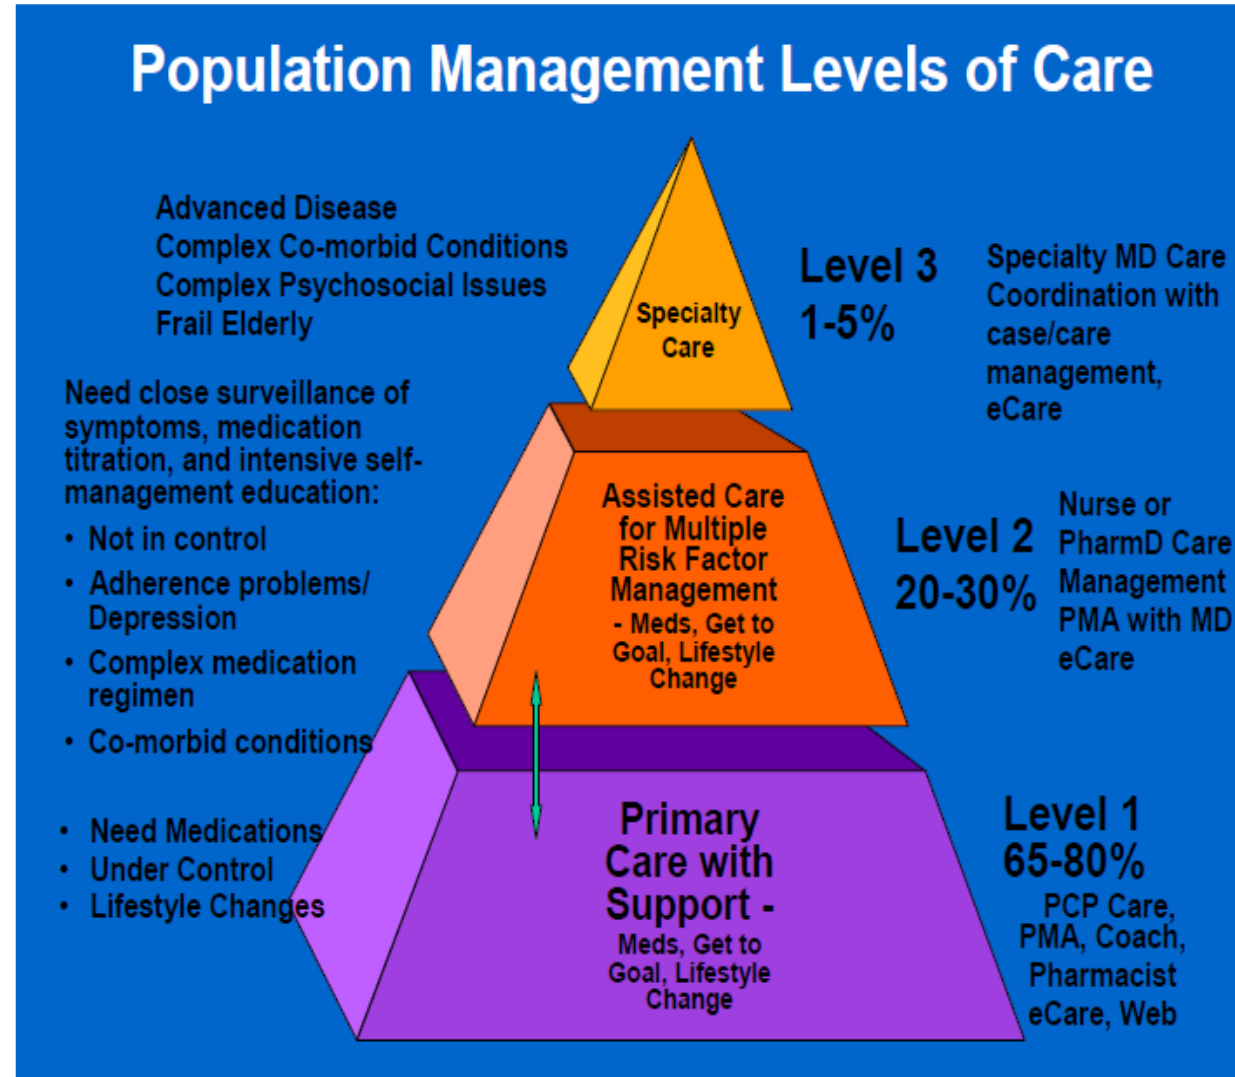 Population Management Levels of Care
Advanced Disease
Complex Co-morbid Conditions
Complex Psychosocial Issues
Frail Elderly
Specialty
Care
Level 3
1-5%
Specialty MD Care
Coordination with
case/care
management,
eCare
Need close surveillance of
symptoms, medication
titration, and intensive self-
management education:
• Not in control
• Adherence problems/
Depression
• Complex medication
regimen
• Co-morbid conditions
Assisted Care
for Multiple
Risk Factor
Management
- Meds, Get to
Goal, Lifestyle
Change
Level 2
20-30%
Nurse or
PharmD Care
Management
PMA with MD
eCare
• Need Medications
• Under Control
• Lifestyle Changes
Primary
Care with
Support -
Meds, Get to
Goal, Lifestyle
Change
Level 1
65-80%
PCP Care,
PMA, Coach,
Pharmacist
eCare, Web